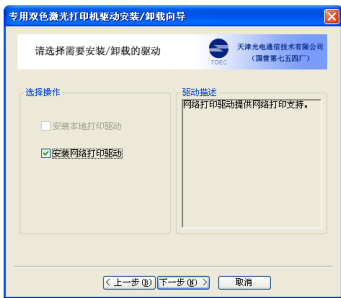 专用双色激光打印机驱动安装/卸载向导
请选择需要安装/卸载的驱动
TOEC
天津光电通信技术有限公司
(国营第七五四厂)
选择操作
安装本地打印驱动
安装网络打印驱动
驱动描述
网络打印驱动提供网络打印支持。
< 上一步(B)
下一步(N) >
取消